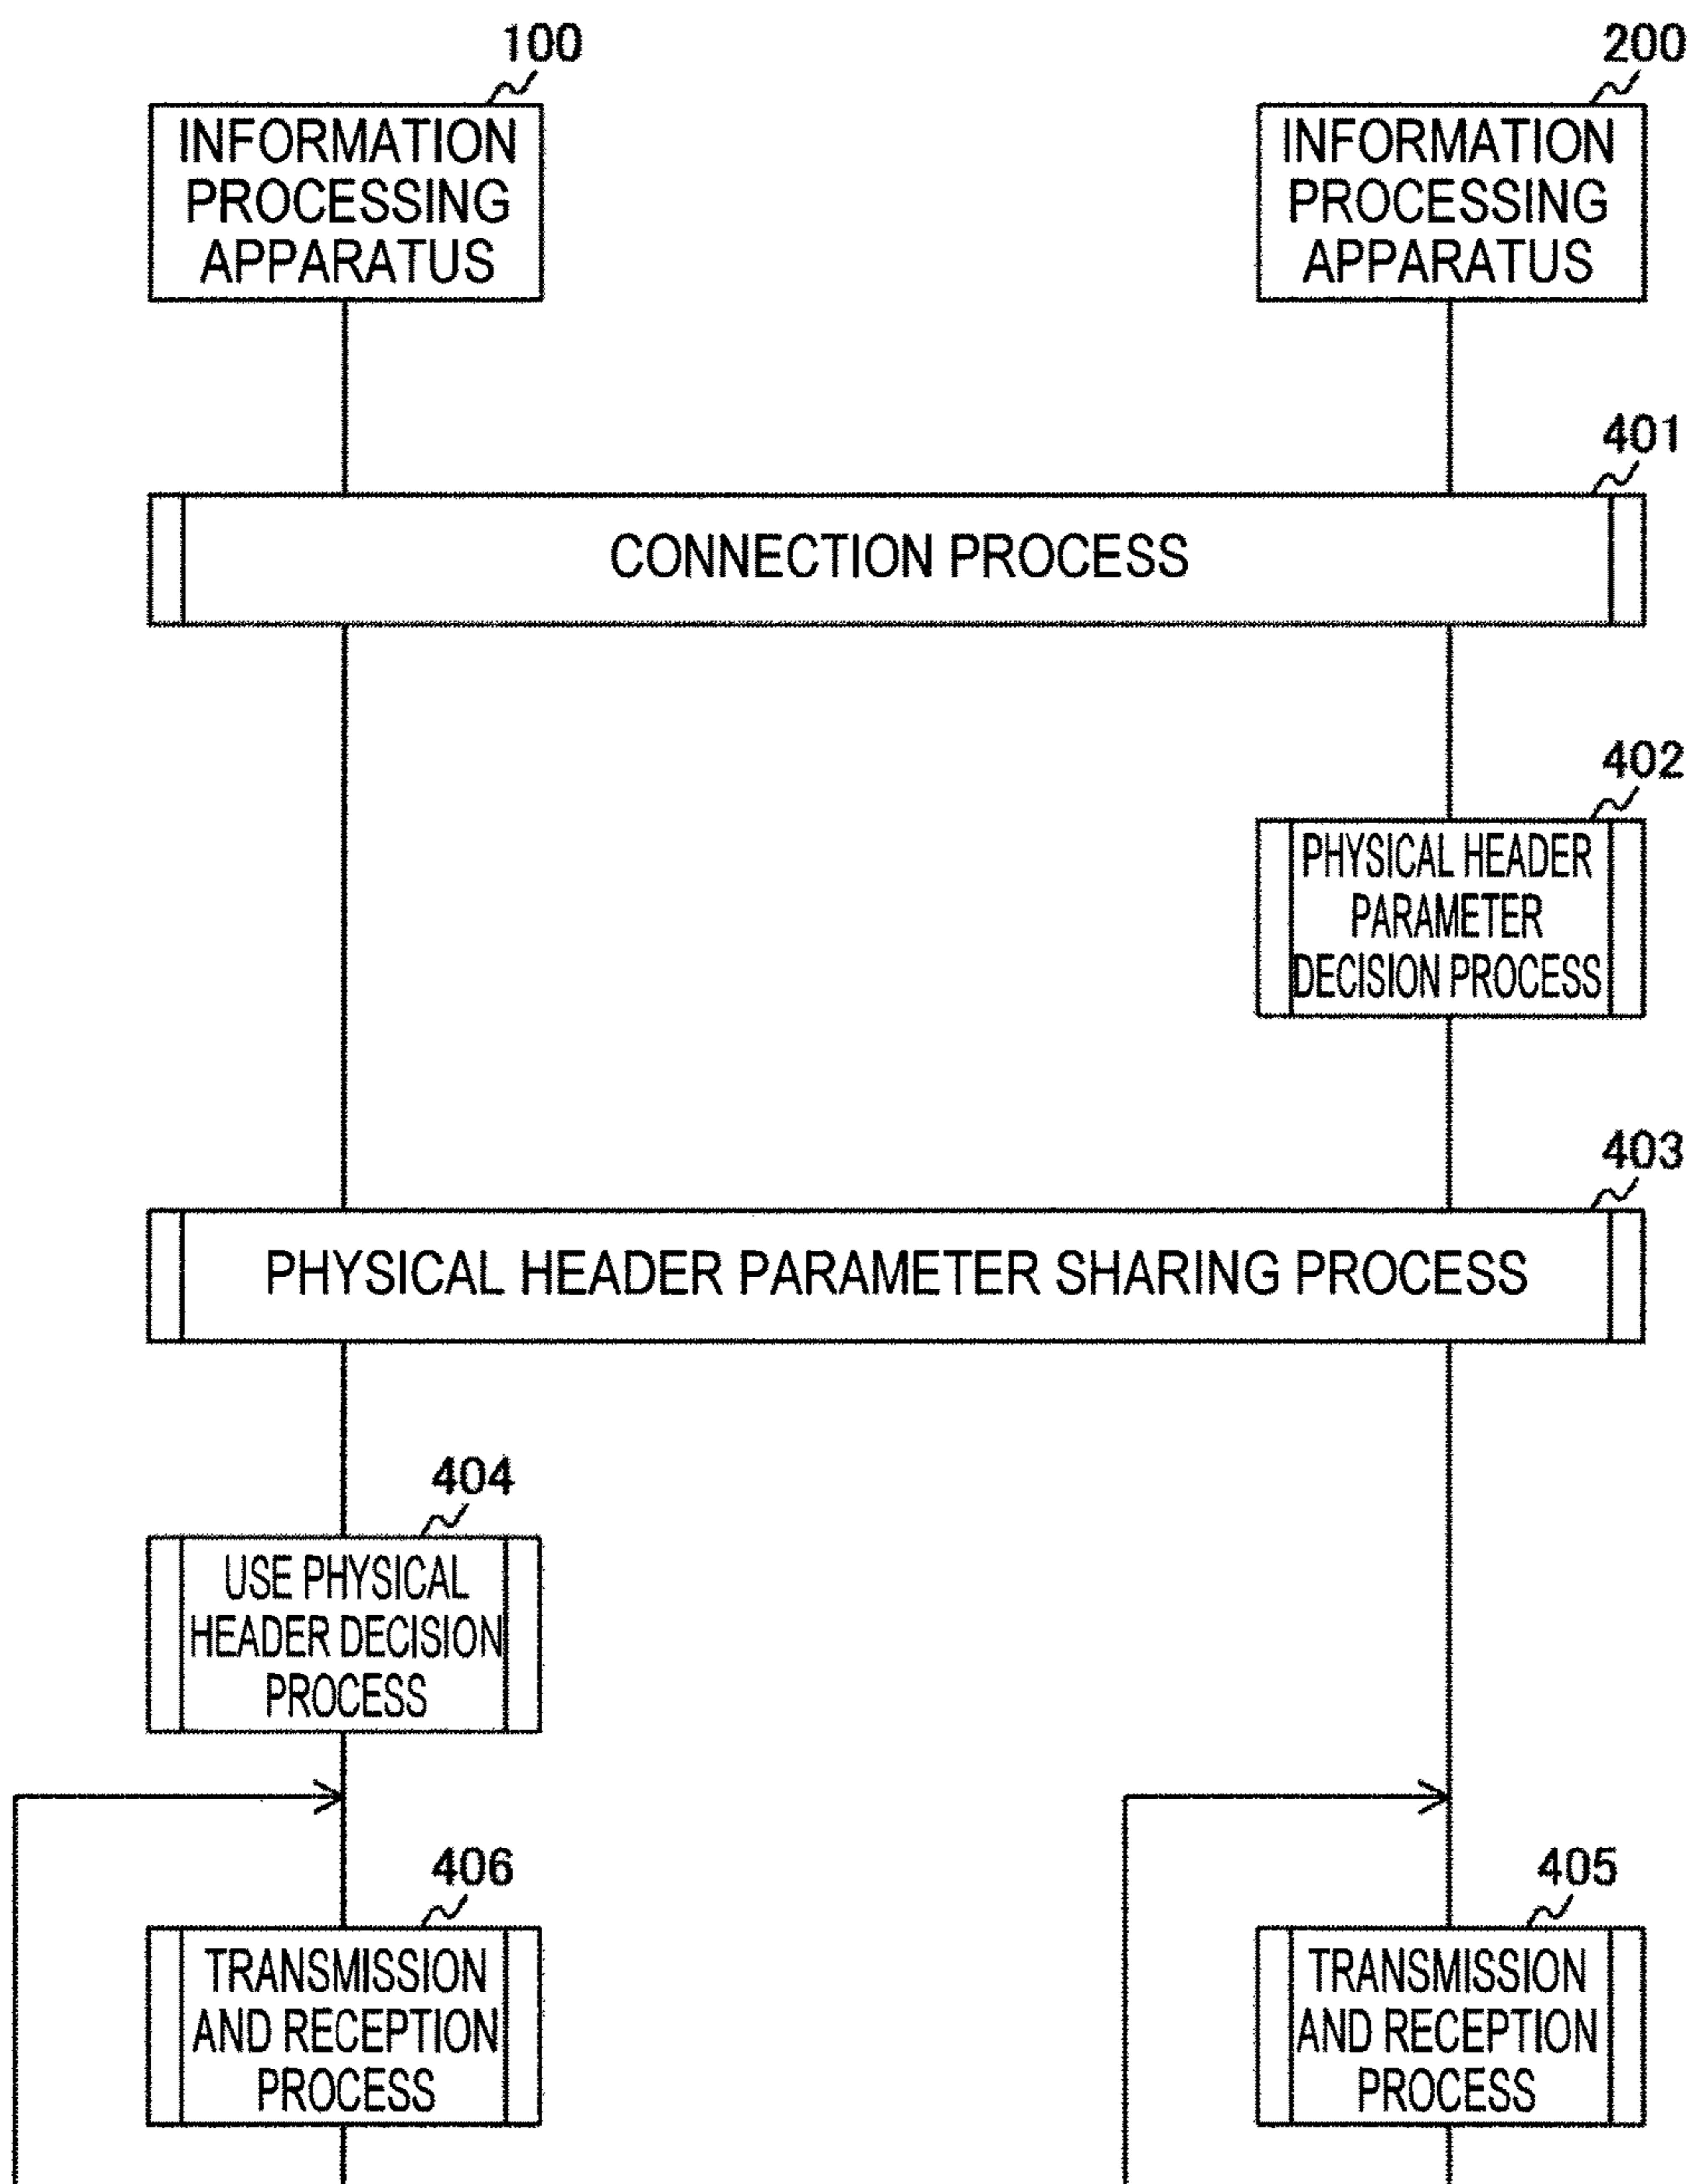 100
INFORMATION
PROCESSING
APPARATUS
200
INFORMATION
PROCESSING
APPARATUS
401
CONNECTION PROCESS
402
PHYSICAL HEADER
PARAMETER
DECISION PROCESS
403
PHYSICAL HEADER PARAMETER SHARING PROCESS
404
USE PHYSICAL
HEADER DECISION
PROCESS
406
TRANSMISSION
AND RECEPTION
PROCESS
405
TRANSMISSION
AND RECEPTION
PROCESS